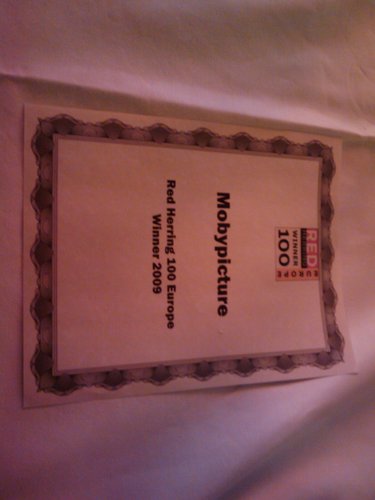 RED
WINNER
100
EUROPE
Mobypicture
Red Herring 100 Europe
Winner 2009